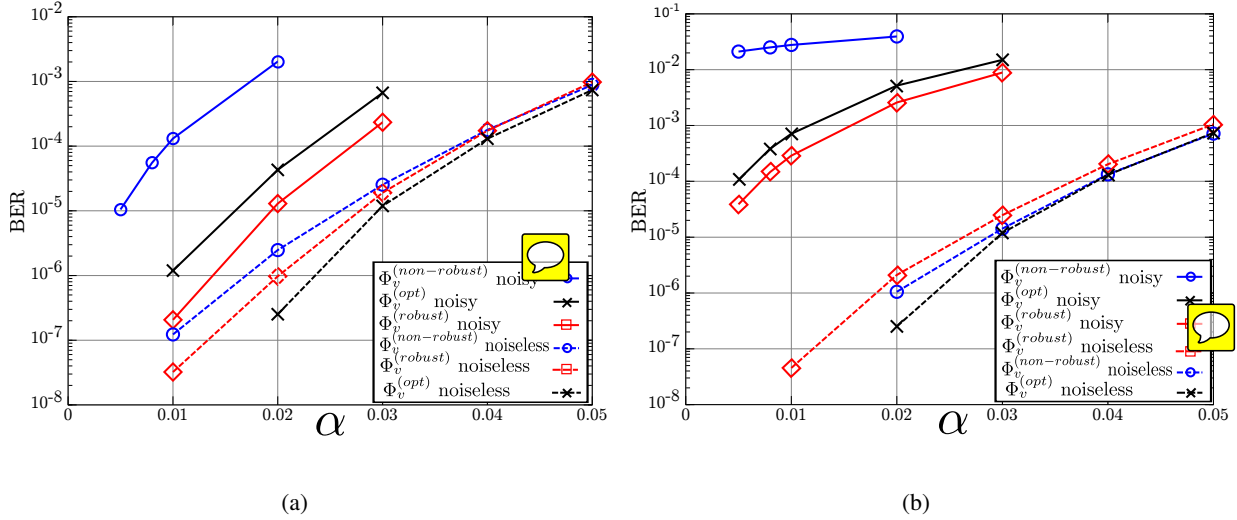 10^-2
10^-3
10^-4
10^-5
10^-6
10^-7
10^-8
BER
Φ_v^(non−robust) noisy
Φ_v^(opt) noisy
Φ_v^(robust) noisy
Φ_v^(non−robust) noiseless
Φ_v^(robust) noiseless
Φ_v^(opt) noiseless
0 0.01 0.02 0.03 0.04 0.05
α
(a)
10^-1
10^-2
10^-3
10^-4
10^-5
10^-6
10^-7
10^-8
BER
Φ_v^(non−robust) noisy
Φ_v^(opt) noisy
Φ_v^(robust) noisy
Φ_v^(robust) noiseless
Φ_v^(non−robust) noiseless
Φ_v^(opt) noiseless
0 0.01 0.02 0.03 0.04 0.05
α
(b)